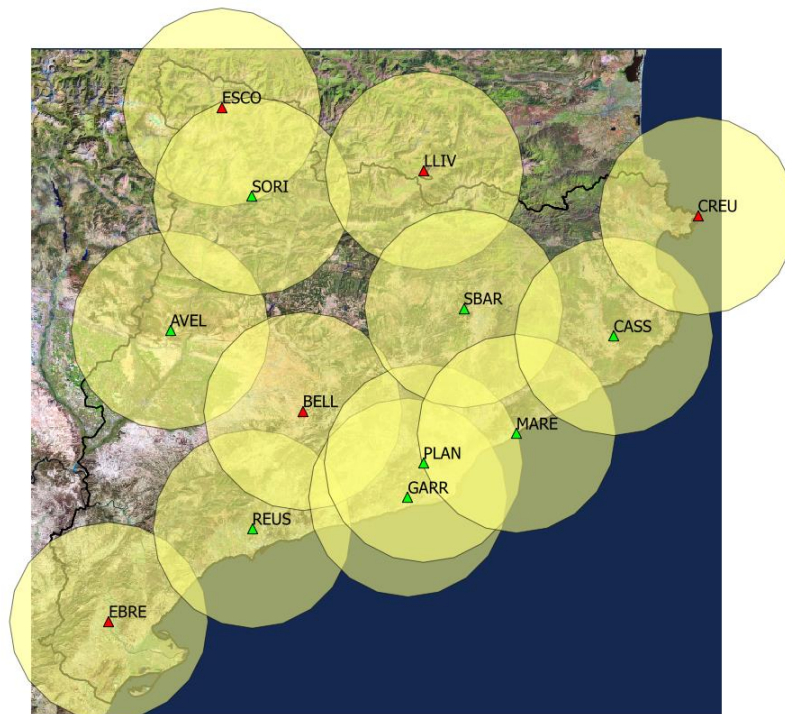 ESCO
LLIV
SORI
CREU
SBAR
AVEL
CASS
BELL
MARE
PLAN
GARR
REUS
EBRE